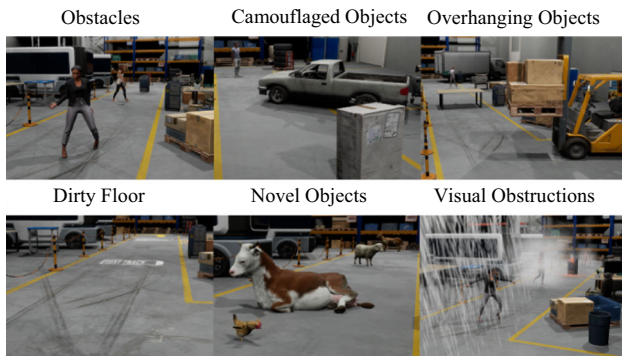 Obstacles
Camouflaged Objects
Overhanging Objects
Dirty Floor
Novel Objects
Visual Obstructions